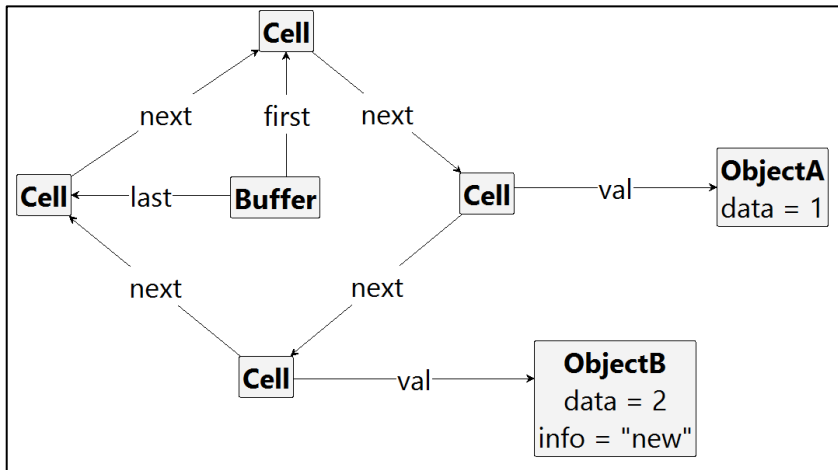 Cell
next
first
next
Cell
last
Buffer
Cell
val
ObjectA
data = 1
next
next
Cell
val
ObjectB
data = 2
info = "new"